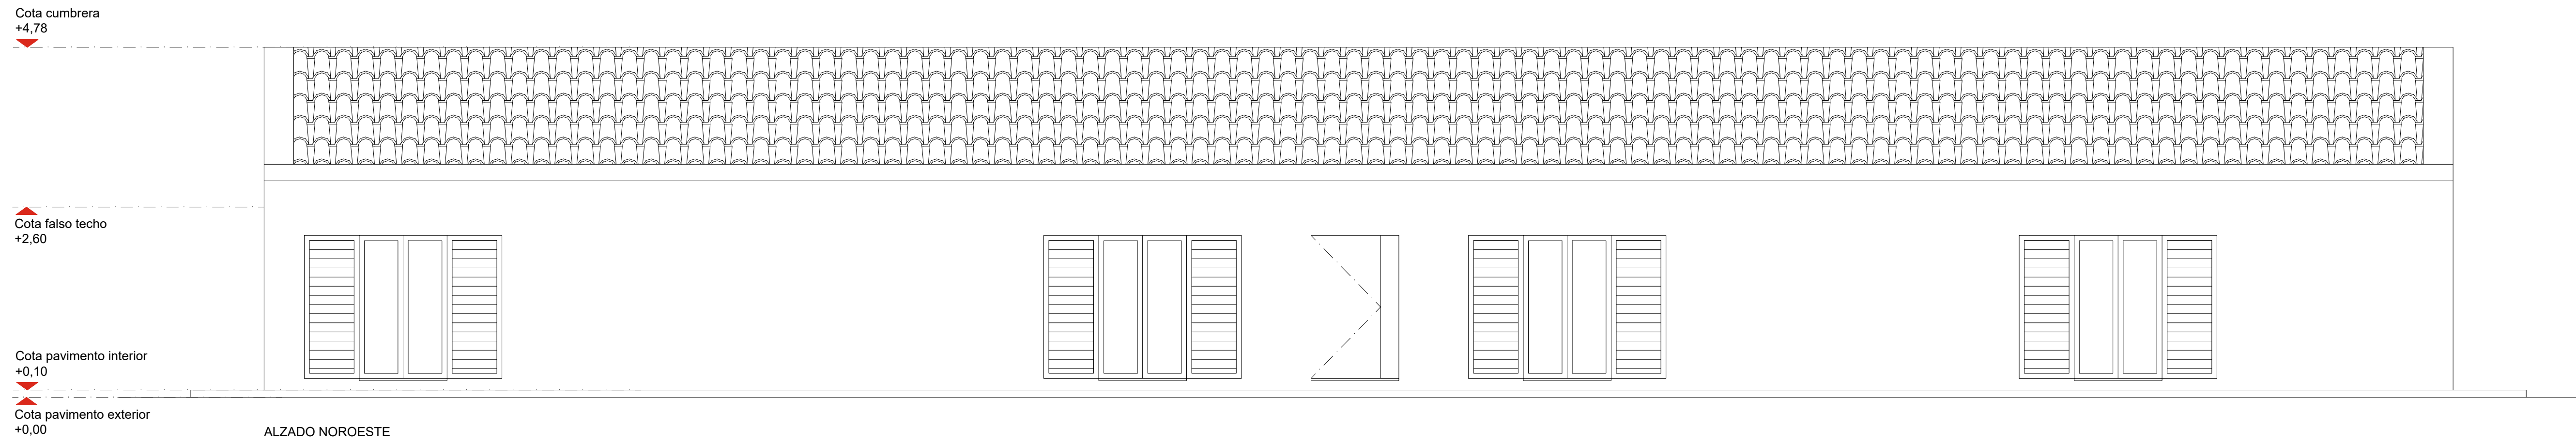 Cota cumbrera
+4,78
Cota falso techo
+2,60
Cota pavimento interior
+0,10
Cota pavimento exterior
+0,00
ALZADO NOROESTE